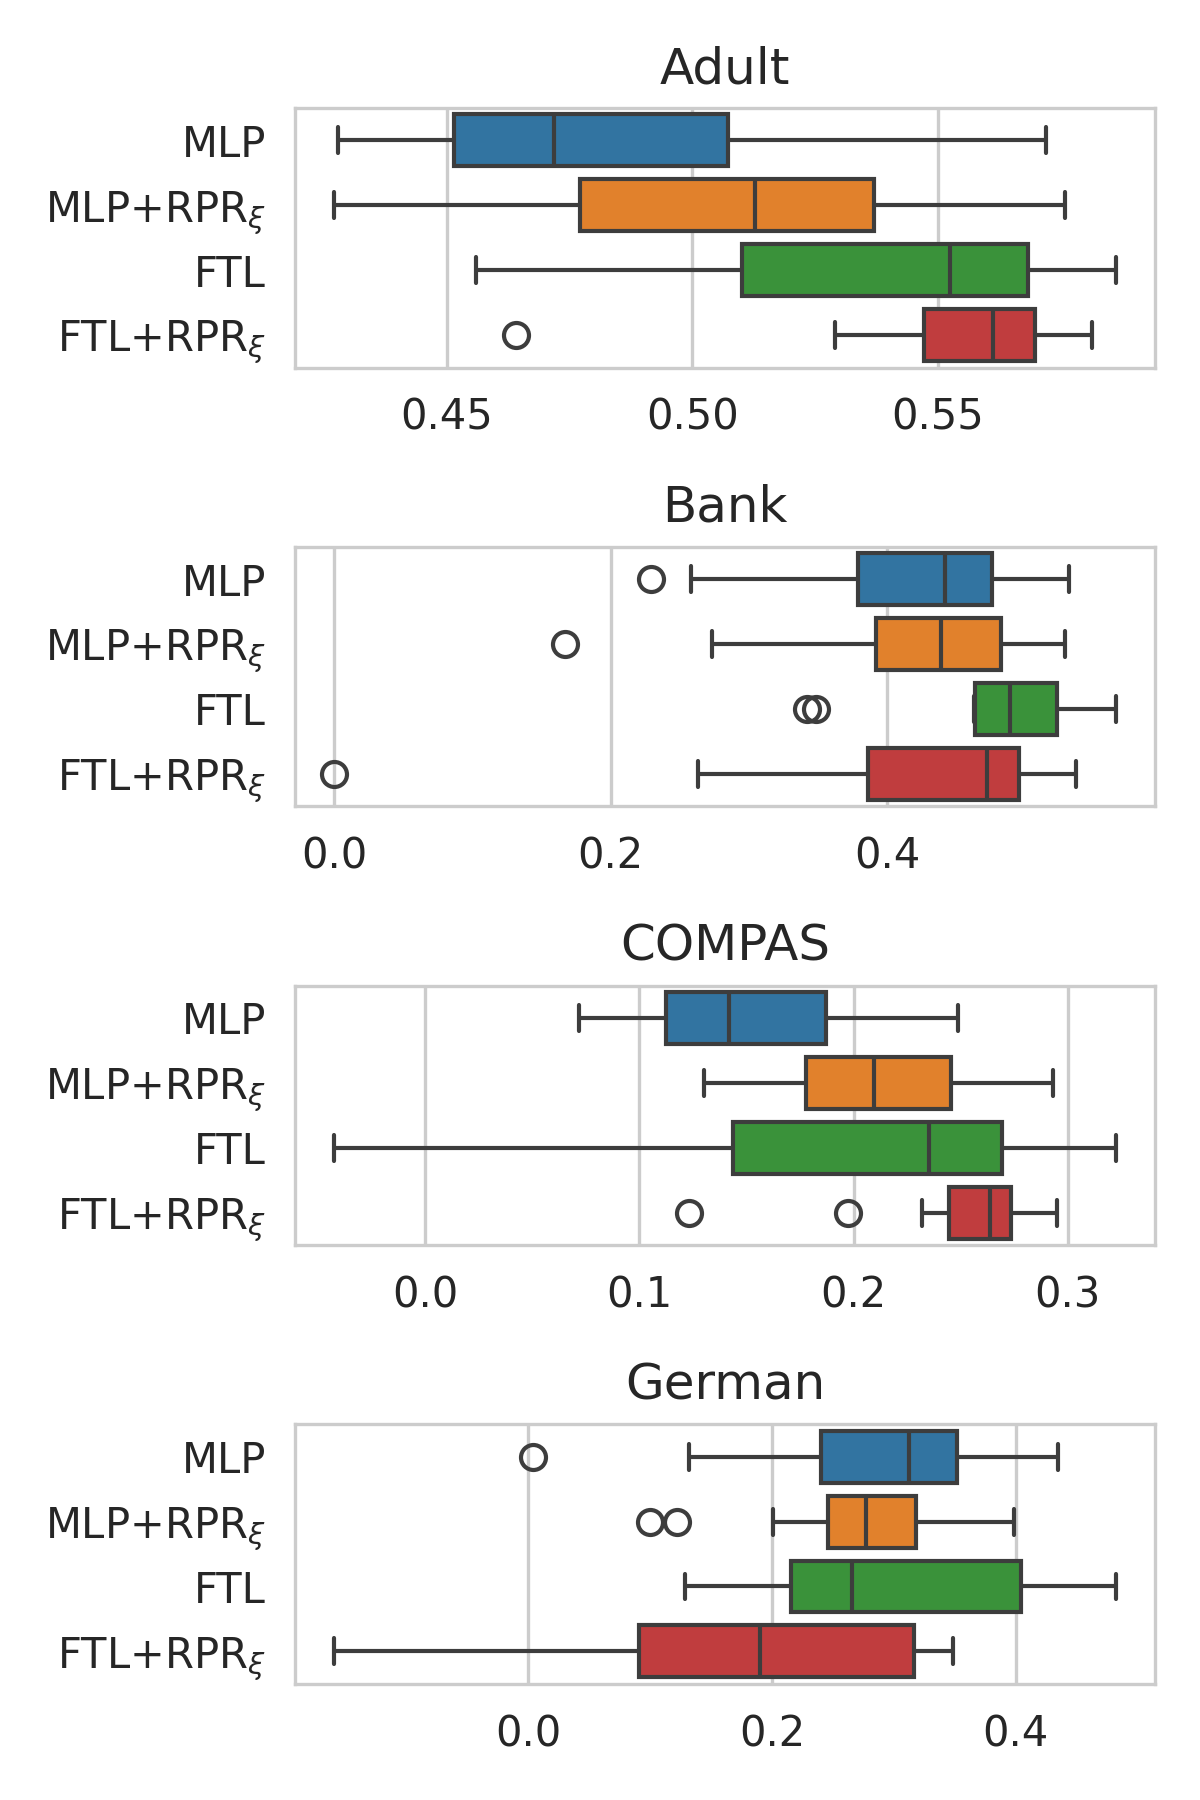 Adult
MLP
MLP+RPRξ
FTL
FTL+RPRξ
0.45 0.50 0.55
Bank
MLP
MLP+RPRξ
FTL
FTL+RPRξ
0.0 0.2 0.4
COMPAS
MLP
MLP+RPRξ
FTL
FTL+RPRξ
0.0 0.1 0.2 0.3
German
MLP
MLP+RPRξ
FTL
FTL+RPRξ
0.0 0.2 0.4